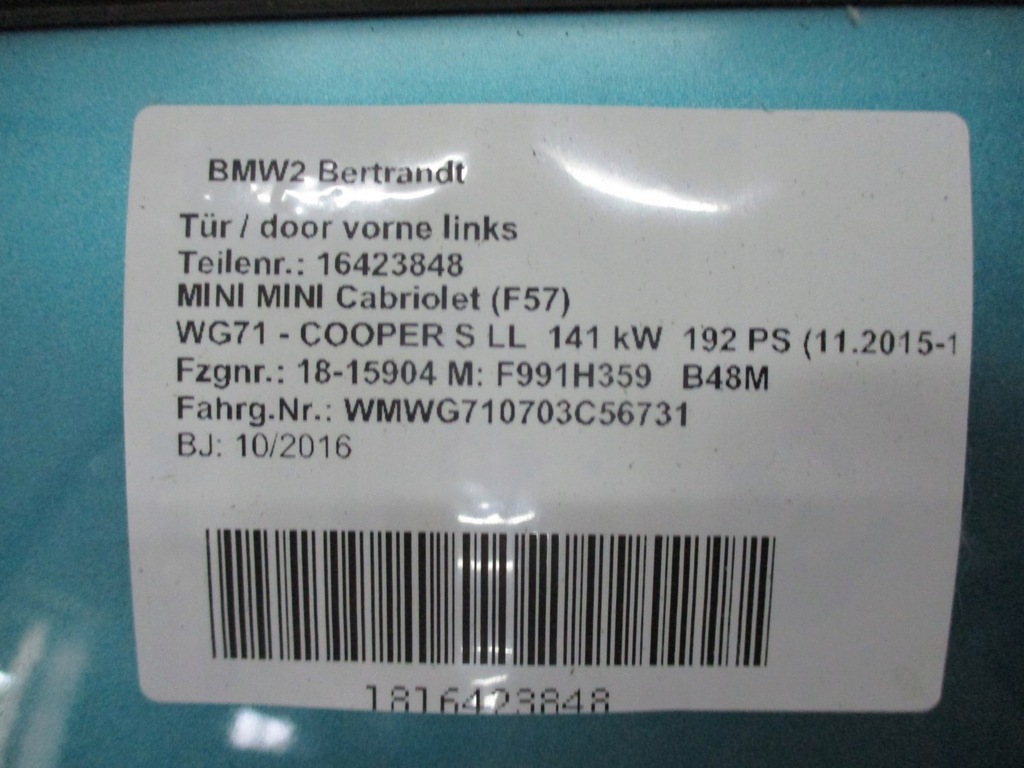 BMW2 Bertrandt
Tür / door vorne links
Teilenr.: 16423848
MINI MINI Cabriolet (F57)
WG71 - COOPER S LL 141 kW 192 PS (11.2015-1
Fzgnr.: 18-15904 M: F991H359 B48M
Fahrg.Nr.: WMWG710703C56731
BJ: 10/2016
1816423848